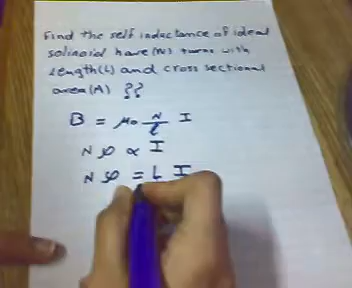 Find the self inductance of ideal
solinoid have (N) turns with
Length (L) and cross sectional
area (A) ??
B = μ₀ N/ℓ I
N φ ∝ I
N φ = L I